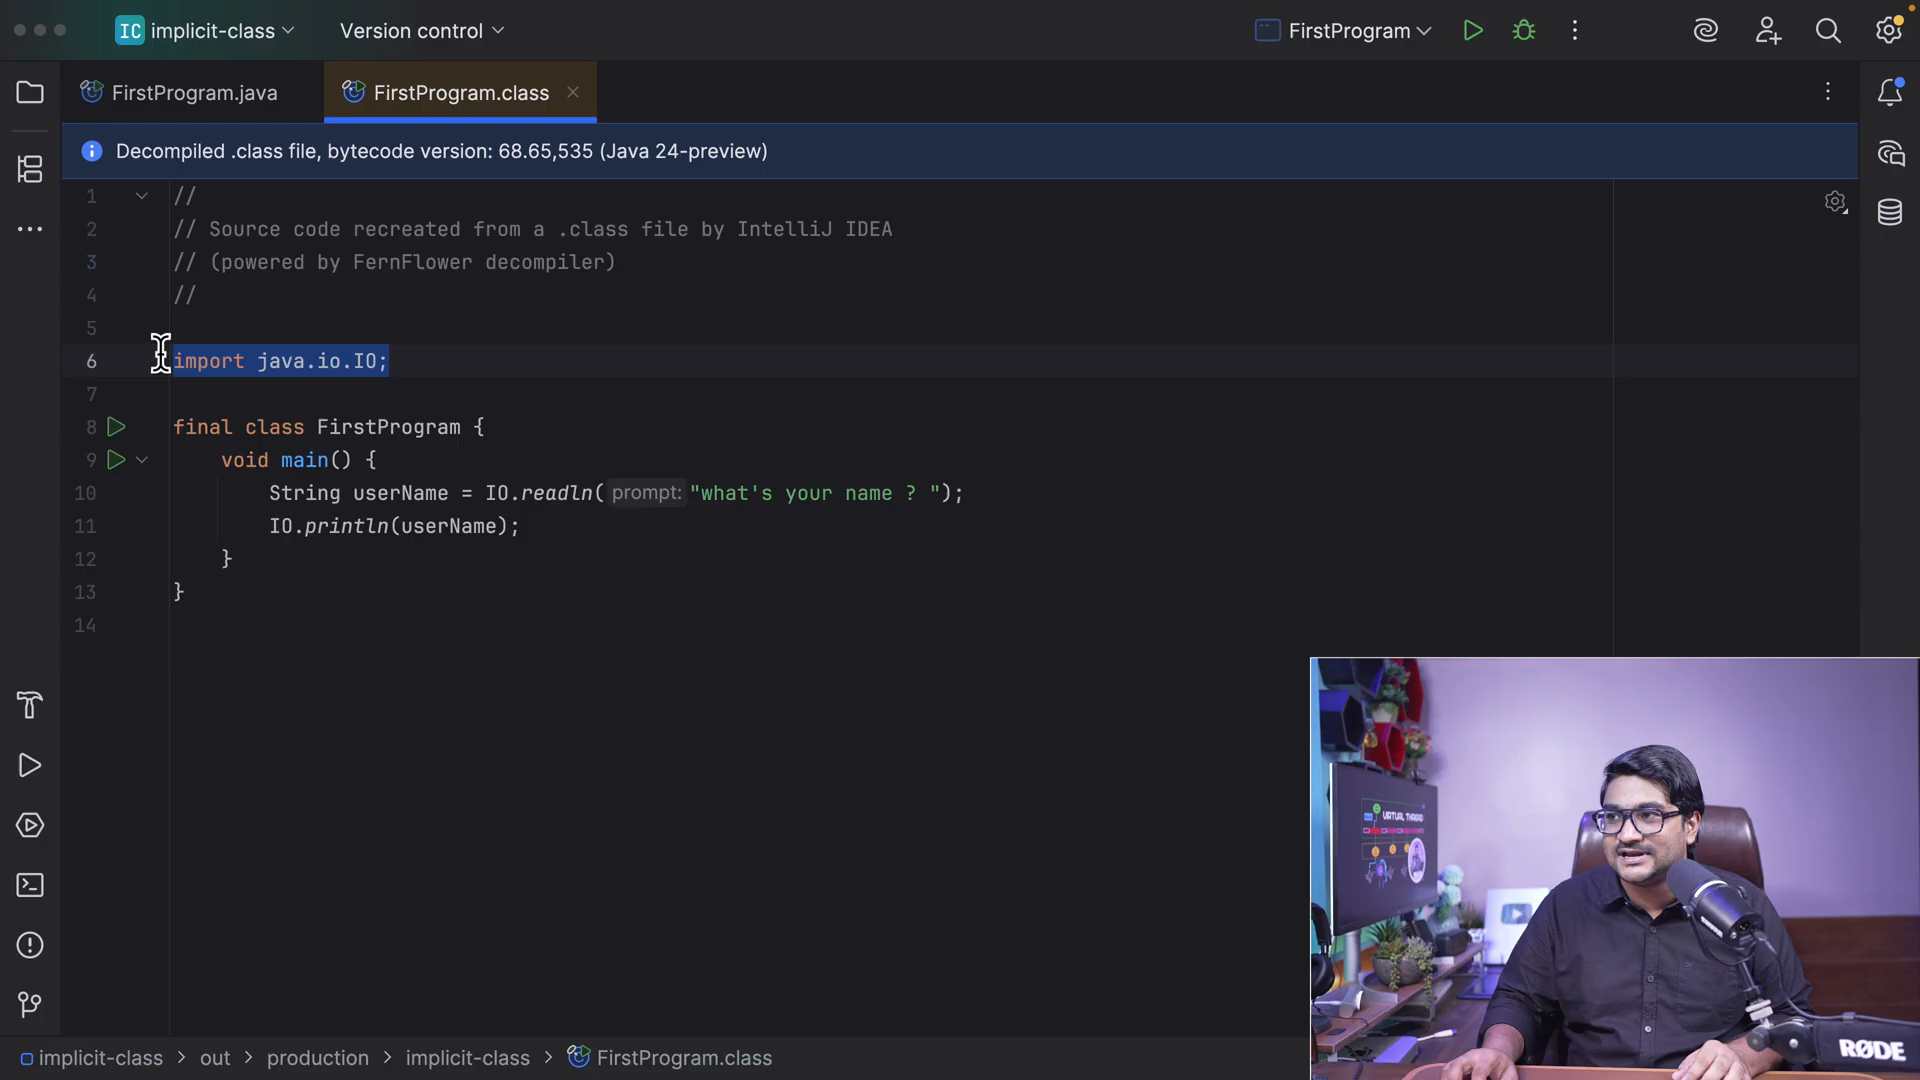 IC implicit-class Version control FirstProgram
FirstProgram.java FirstProgram.class
Decompiled .class file, bytecode version: 68.65,535 (Java 24-preview)
1 //
2 // Source code recreated from a .class file by IntelliJ IDEA
3 // (powered by FernFlower decompiler)
4 //
5
6 import java.io.IO;
7
8 final class FirstProgram {
9 void main() {
10 String userName = IO.readln( prompt: "what's your name ? ");
11 IO.println(userName);
12 }
13 }
14
VIRTUAL THREAD
RØDE
implicit-class > out > production > implicit-class > FirstProgram.class